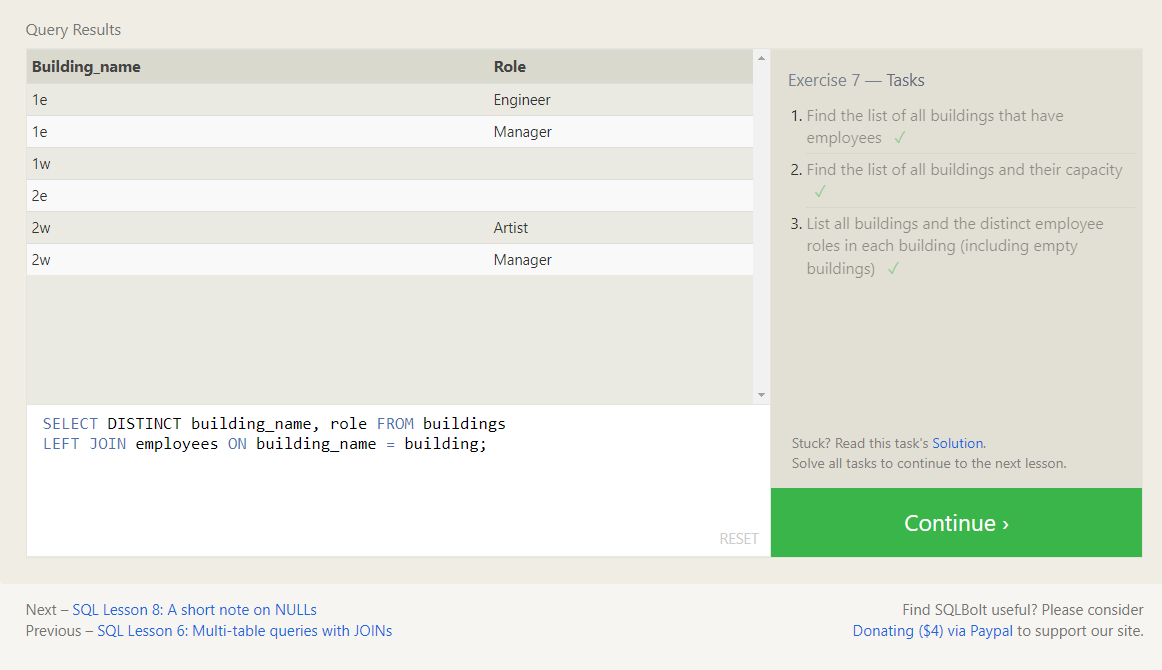 Query Results
Building_name Role
1e Engineer
1e Manager
1w
2e
2w Artist
2w Manager
SELECT DISTINCT building_name, role FROM buildings
LEFT JOIN employees ON building_name = building;
RESET
Exercise 7 — Tasks
1. Find the list of all buildings that have
employees ✓
2. Find the list of all buildings and their capacity
✓
3. List all buildings and the distinct employee
roles in each building (including empty
buildings) ✓
Stuck? Read this task's Solution.
Solve all tasks to continue to the next lesson.
Continue ›
Next – SQL Lesson 8: A short note on NULLs
Previous – SQL Lesson 6: Multi-table queries with JOINs
Find SQLBolt useful? Please consider
Donating ($4) via Paypal to support our site.